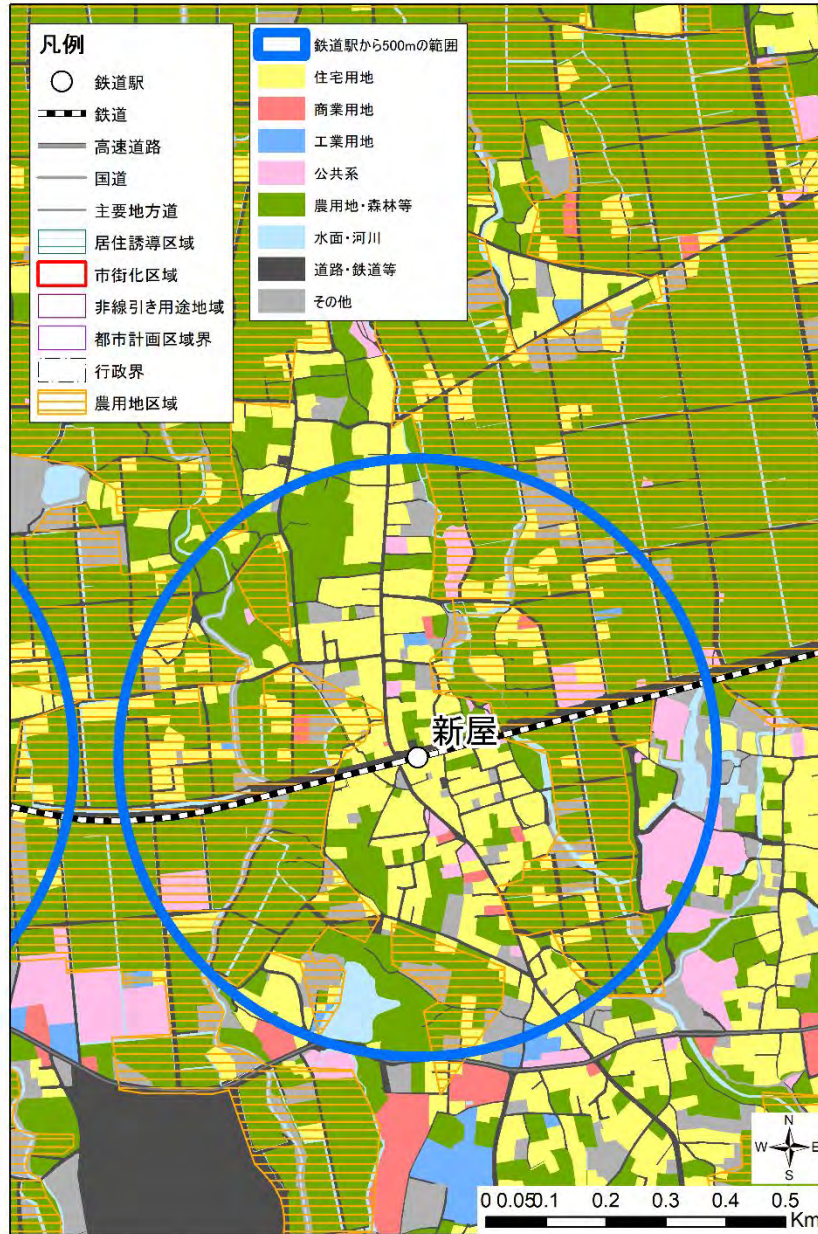 凡例
鉄道駅
鉄道
高速道路
国道
主要地方道
居住誘導区域
市街化区域
非線引き用途地域
都市計画区域界
行政界
農用地区域
鉄道駅から500mの範囲
住宅用地
商業用地
工業用地
公共系
農用地・森林等
水面・河川
道路・鉄道等
その他
新屋
N
W E
S
0 0.050.1 0.2 0.3 0.4 0.5
Km